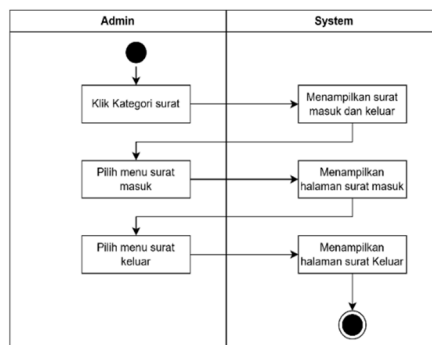 Admin
System
Klik Kategori surat
Menampilkan surat
masuk dan keluar
Pilih menu surat
masuk
Menampilkan
halaman surat masuk
Pilih menu surat
keluar
Menampilkan
halaman surat Keluar